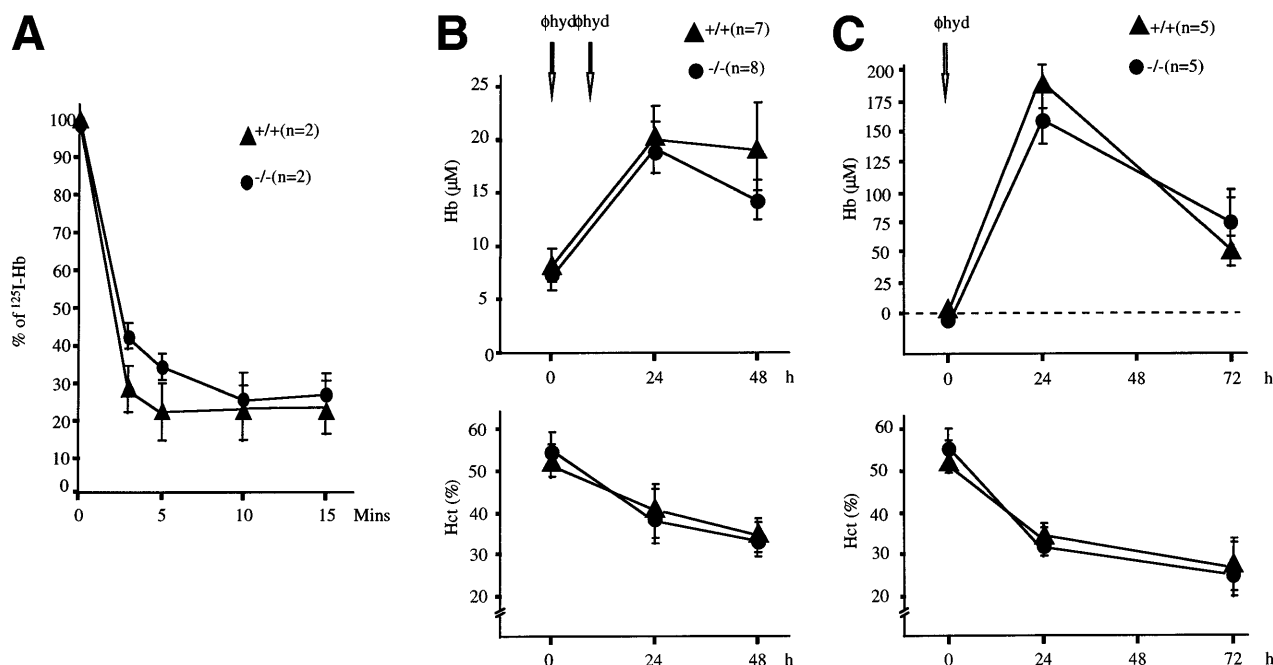 A
+/+(n=2)
-/-(n=2)
% of ¹²⁵I-Hb
100
90
80
70
60
50
40
30
20
10
0
0 5 10 15 Mins
B
ϕhyd ϕhyd
+/+(n=7)
-/-(n=8)
Hb (μM)
25
20
15
10
5
0
0 24 48 h
Hct (%)
60
50
40
30
20
0 24 48 h
C
ϕhyd
+/+(n=5)
-/-(n=5)
Hb (μM)
200
175
150
125
100
75
50
25
0
0 24 48 72 h
Hct (%)
60
50
40
30
20
0 24 48 72 h